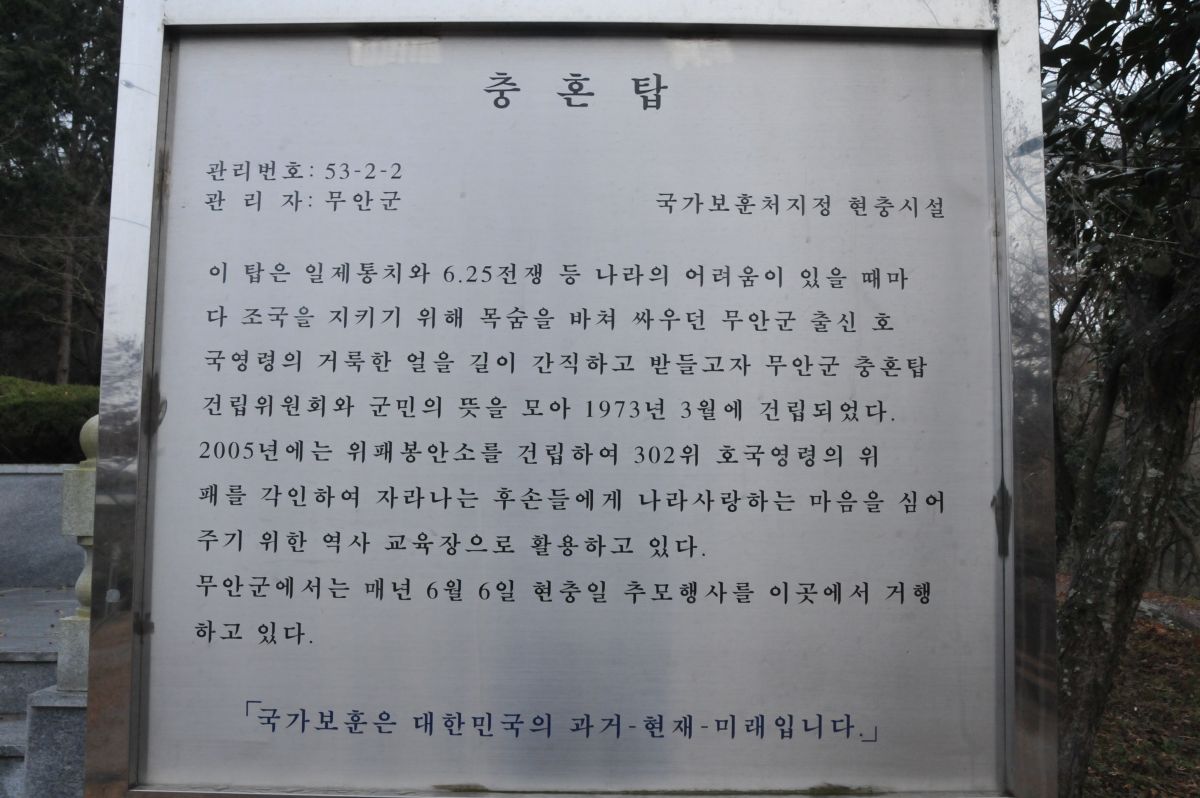 충 혼 탑
관리번호: 53-2-2
관 리 자: 무안군
국가보훈처지정 현충시설
이 탑은 일제통치와 6.25전쟁 등 나라의 어려움이 있을 때마
다 조국을 지키기 위해 목숨을 바쳐 싸우던 무안군 출신 호
국영령의 거룩한 얼을 길이 간직하고 받들고자 무안군 충혼탑
건립위원회와 군민의 뜻을 모아 1973년 3월에 건립되었다.
2005년에는 위패봉안소를 건립하여 302위 호국영령의 위
패를 각인하여 자라나는 후손들에게 나라사랑하는 마음을 심어
주기 위한 역사 교육장으로 활용하고 있다.
무안군에서는 매년 6월 6일 현충일 추모행사를 이곳에서 거행
하고 있다.
「국가보훈은 대한민국의 과거-현재-미래입니다.」